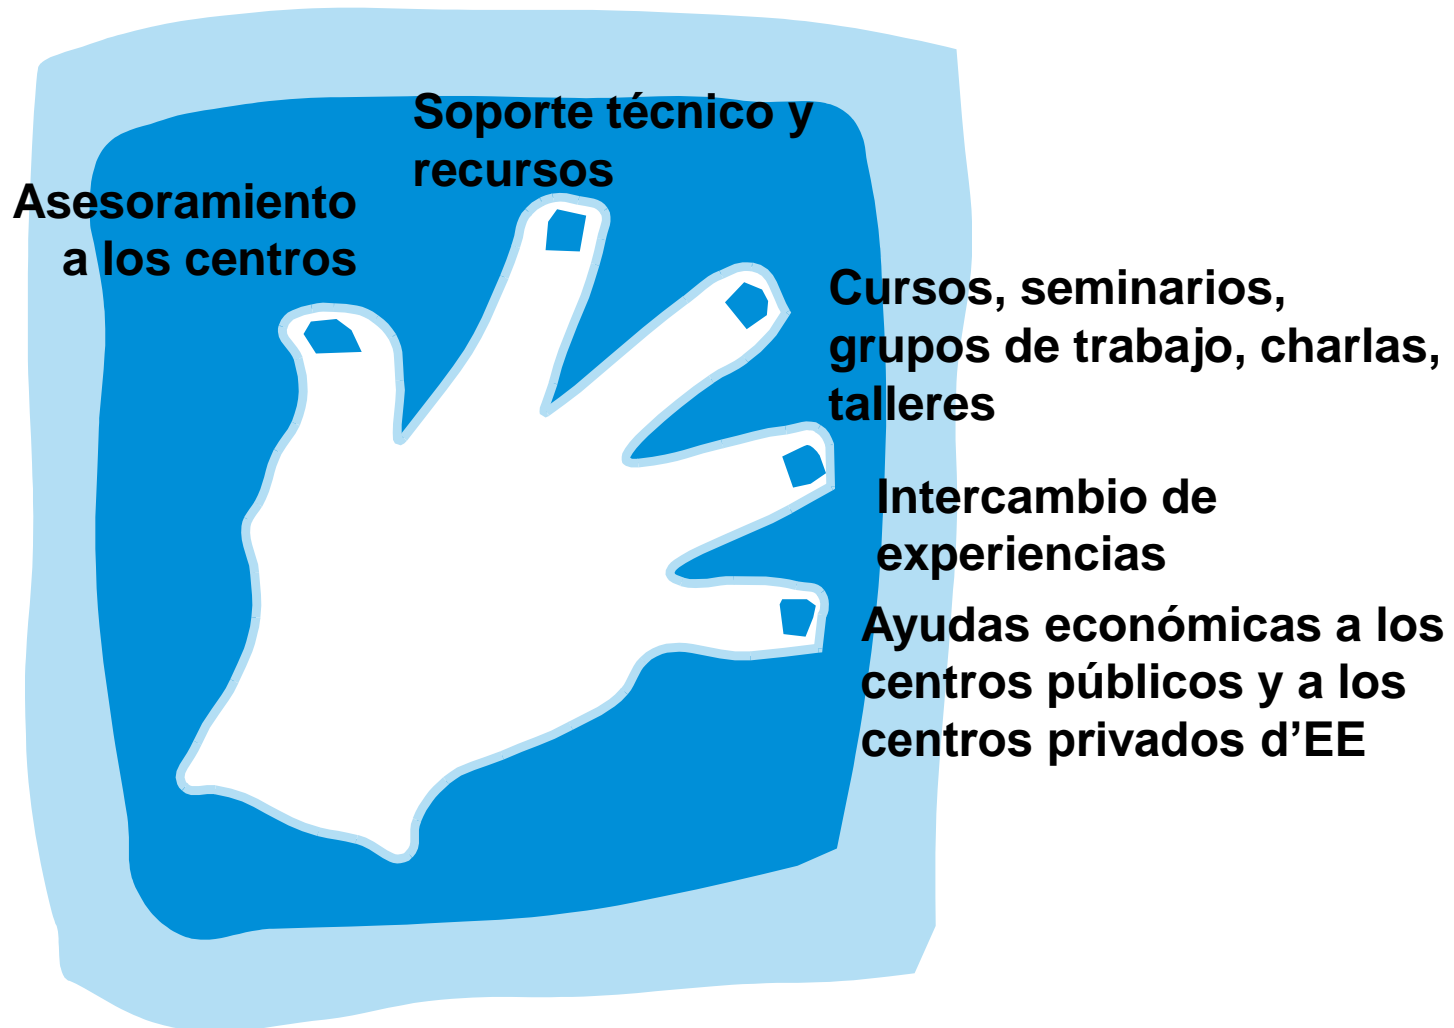 Asesoramiento
a los centros
Soporte técnico y
recursos
Cursos, seminarios,
grupos de trabajo, charlas,
talleres
Intercambio de
experiencias
Ayudas económicas a los
centros públicos y a los
centros privados d’EE